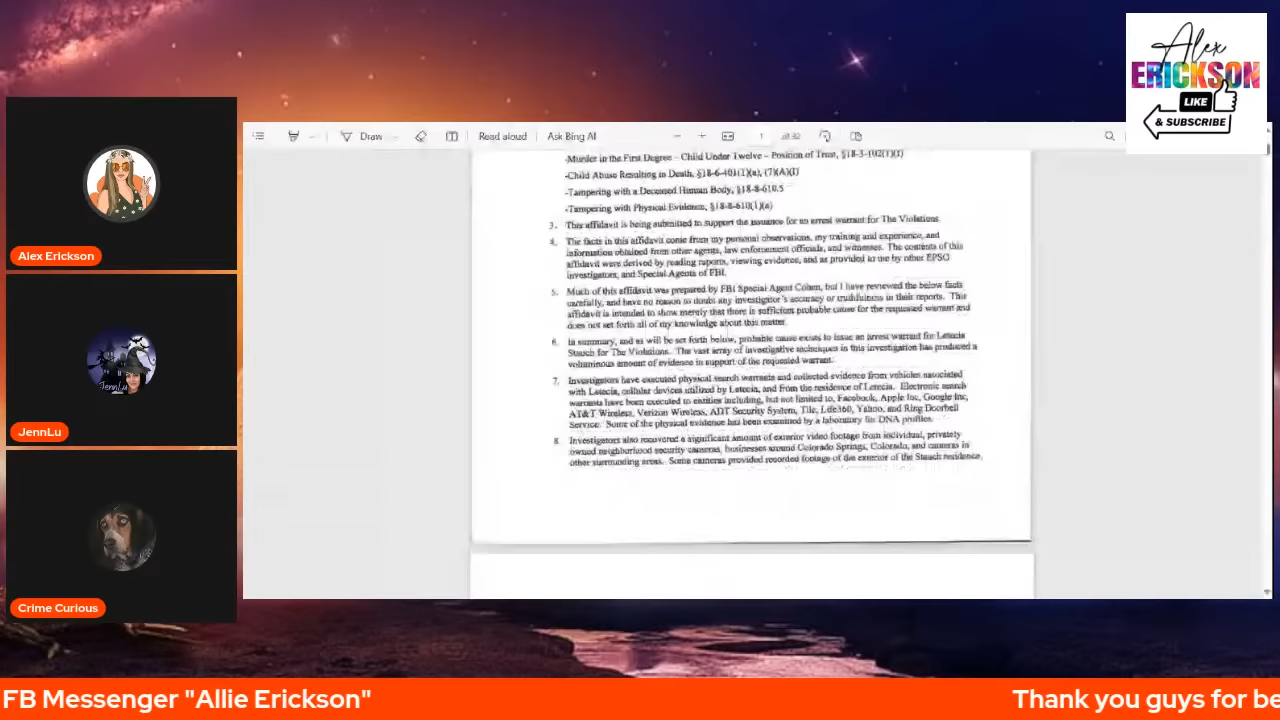 Alex
ERICKSON
LIKE
& SUBSCRIBE
Draw
Read aloud
Ask Bing AI
1
of 32
-Murder in the First Degree – Child Under Twelve – Position of Trust, §18-3-102(1)(f)
-Child Abuse Resulting in Death, §18-6-401(1)(a), (7)(A)(I)
-Tampering with a Deceased Human Body, §18-8-610.5
-Tampering with Physical Evidence, §18-8-610(1)(a)
3. This affidavit is being submitted to support the issuance for an arrest warrant for The Violations.
4. The facts in this affidavit come from my personal observations, my training and experience, and
information obtained from other agents, law enforcement officials, and witnesses. The contents of this
affidavit were derived by reading reports, viewing evidence, and as provided to me by other EPSO
investigators, and Special Agents of FBI.
5. Much of this affidavit was prepared by FBI Special Agent Cohen, but I have reviewed the below facts
carefully, and have no reason to doubt any investigator's accuracy or truthfulness in their reports. This
affidavit is intended to show merely that there is sufficient probable cause for the requested warrant and
does not set forth all of my knowledge about this matter.
6. In summary, and as will be set forth below, probable cause exists to issue an arrest warrant for Letecia
Stauch for The Violations. The vast array of investigative techniques in this investigation has produced a
voluminous amount of evidence in support of the requested warrant.
7. Investigators have executed physical search warrants and collected evidence from vehicles associated
with Letecia, cellular devices utilized by Letecia, and from the residence of Letecia. Electronic search
warrants have been executed to entities including, but not limited to, Facebook, Apple Inc, Google Inc,
AT&T Wireless, Verizon Wireless, ADT Security System, Tile, Life360, Yahoo, and Ring Doorbell
Service. Some of the physical evidence has been examined by a laboratory for DNA profiles.
8. Investigators also recovered a significant amount of exterior video footage from individual, privately
owned neighborhood security cameras, businesses around Colorado Springs, Colorado, and cameras in
other surrounding areas. Some cameras provided recorded footage of the exterior of the Stauch residence,
Alex Erickson
JennLu
JennLu
Crime Curious
FB Messenger "Allie Erickson"
Thank you guys for be